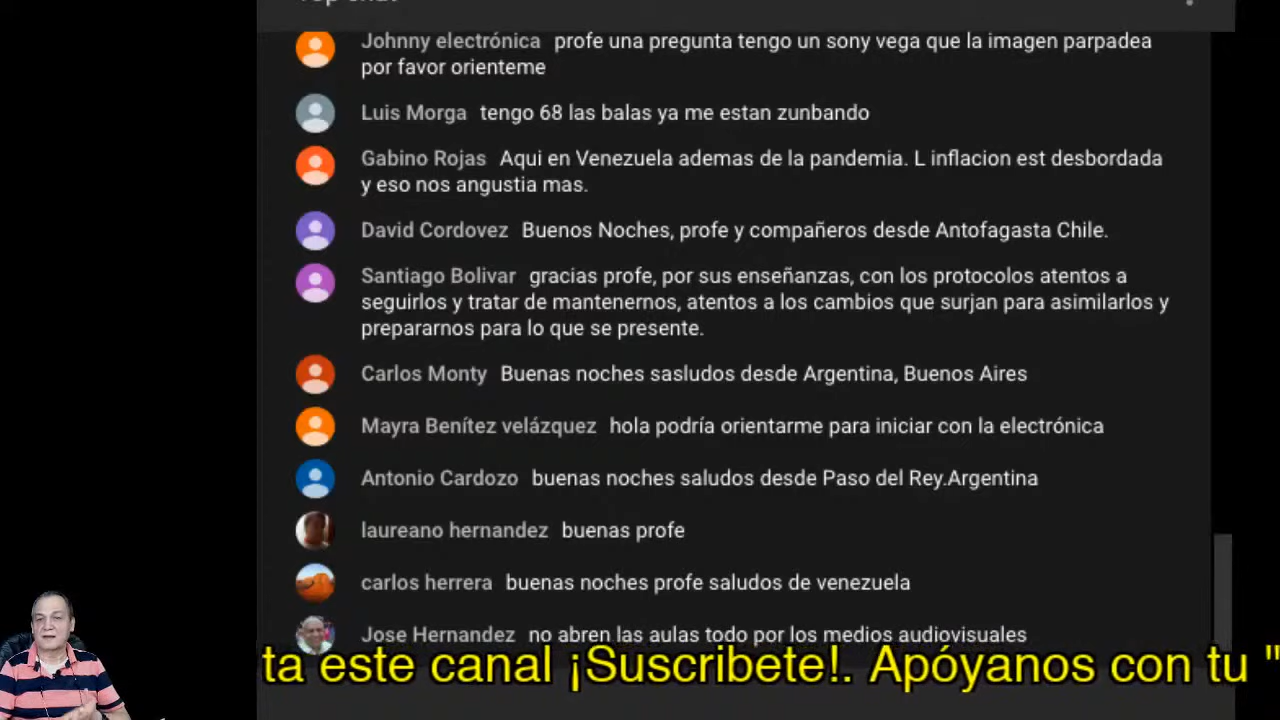 Top chat
Johnny electrónica profe una pregunta tengo un sony vega que la imagen parpadea
por favor orienteme
Luis Morga tengo 68 las balas ya me estan zunbando
Gabino Rojas Aqui en Venezuela ademas de la pandemia. L inflacion est desbordada
y eso nos angustia mas.
David Cordovez Buenos Noches, profe y compañeros desde Antofagasta Chile.
Santiago Bolivar gracias profe, por sus enseñanzas, con los protocolos atentos a
seguirlos y tratar de mantenernos, atentos a los cambios que surjan para asimilarlos y
prepararnos para lo que se presente.
Carlos Monty Buenas noches sasludos desde Argentina, Buenos Aires
Mayra Benítez velázquez hola podría orientarme para iniciar con la electrónica
Antonio Cardozo buenas noches saludos desde Paso del Rey.Argentina
laureano hernandez buenas profe
carlos herrera buenas noches profe saludos de venezuela
Jose Hernandez no abren las aulas todo por los medios audiovisuales
ta este canal ¡Suscribete!. Apóyanos con tu "